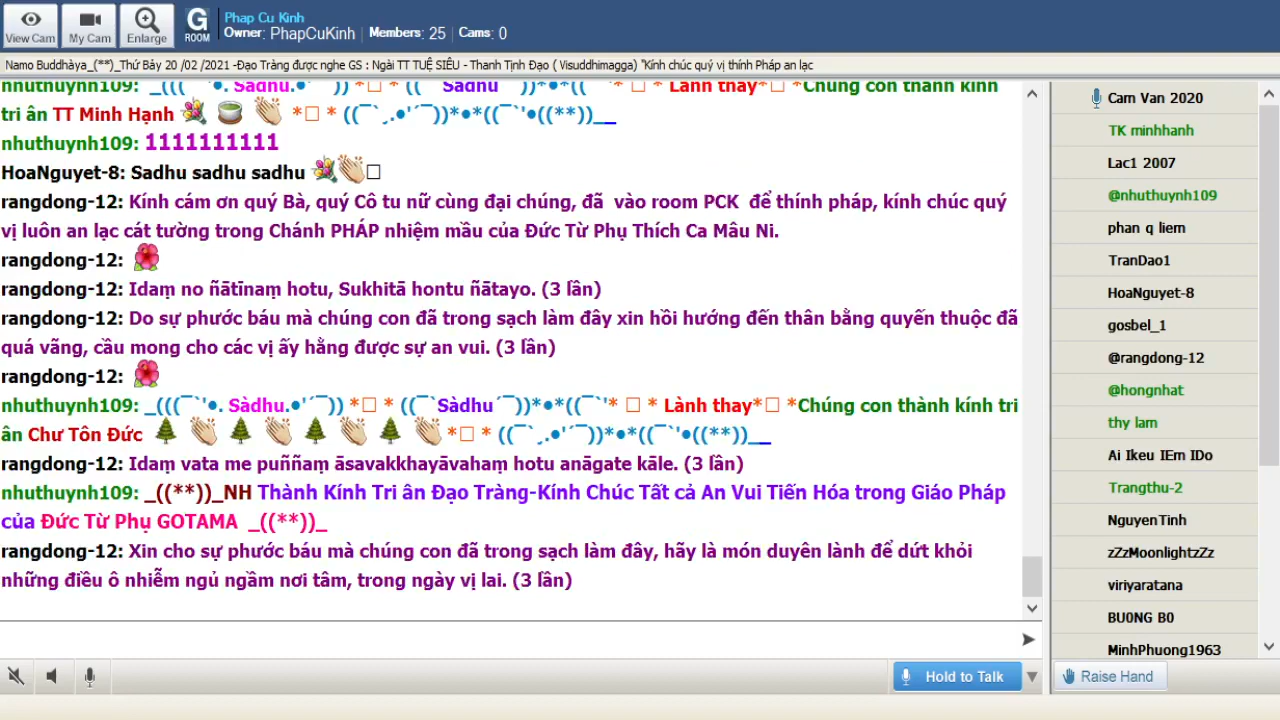 View Cam
My Cam
Enlarge
G
ROOM
Phap Cu Kinh
Owner: PhapCuKinh Members: 25 Cams: 0
Namo Buddhàya_(**)_Thứ Bảy 20 /02 /2021 -Đạo Tràng được nghe GS : Ngài TT TUỆ SIÊU - Thanh Tịnh Đạo ( Visuddhimagga) "Kính chúc quý vị thính Pháp an lạc
nhuthuynh109: _(((¯`'•. Sàdhu.•'´¯)) *□ * ((¯`Sàdhu´¯))*•*((¯`'* □ * Lành thay*□ *Chúng con thành kính
tri ân TT Minh Hạnh *□ * ((¯`¸.•'´¯))*•*((¯`'•((**))__
nhuthuynh109: 1111111111
HoaNguyet-8: Sadhu sadhu sadhu □
rangdong-12: Kính cám ơn quý Bà, quý Cô tu nữ cùng đại chúng, đã vào room PCK để thính pháp, kính chúc quý
vị luôn an lạc cát tường trong Chánh PHÁP nhiệm mầu của Đức Từ Phụ Thích Ca Mâu Ni.
rangdong-12:
rangdong-12: Idaṃ no ñātīnaṃ hotu, Sukhitā hontu ñātayo. (3 lần)
rangdong-12: Do sự phước báu mà chúng con đã trong sạch làm đây xin hồi hướng đến thân bằng quyến thuộc đã
quá vãng, cầu mong cho các vị ấy hằng được sự an vui. (3 lần)
rangdong-12:
nhuthuynh109: _(((¯`'•. Sàdhu.•'´¯)) *□ * ((¯`Sàdhu´¯))*•*((¯`'* □ * Lành thay*□ *Chúng con thành kính tri
ân Chư Tôn Đức *□ * ((¯`¸.•'´¯))*•*((¯`'•((**))__
rangdong-12: Idaṃ vata me puññaṃ āsavakkhayāvahaṃ hotu anāgate kāle. (3 lần)
nhuthuynh109: _((**))_NH Thành Kính Tri ân Đạo Tràng-Kính Chúc Tất cả An Vui Tiến Hóa trong Giáo Pháp
của Đức Từ Phụ GOTAMA _((**))_
rangdong-12: Xin cho sự phước báu mà chúng con đã trong sạch làm đây, hãy là món duyên lành để dứt khỏi
những điều ô nhiễm ngủ ngầm nơi tâm, trong ngày vị lai. (3 lần)
Hold to Talk
Cam Van 2020
TK minhhanh
Lac1 2007
@nhuthuynh109
phan q liem
TranDao1
HoaNguyet-8
gosbel_1
@rangdong-12
@hongnhat
thy lam
Ai Ikeu IEm IDo
Trangthu-2
NguyenTinh
zZzMoonlightzZz
viriyaratana
BU0NG B0
MinhPhuong1963
Raise Hand